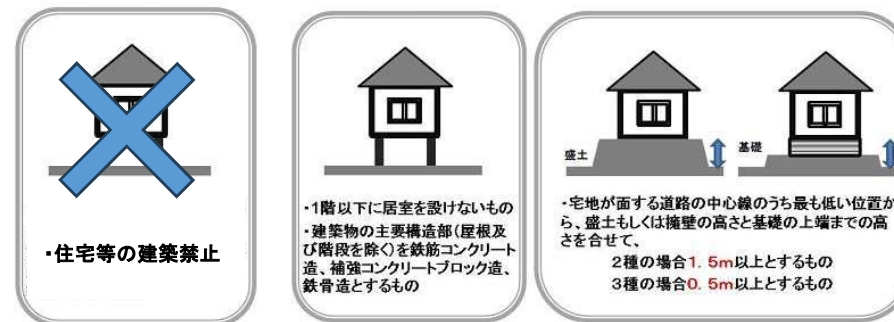 ・住宅等の建築禁止
・1階以下に居室を設けないもの
・建築物の主要構造部(屋根及
び階段を除く)を鉄筋コンクリート
造、補強コンクリートブロック造、
鉄骨造とするもの
盛土
基礎
・宅地が面する道路の中心線のうち最も低い位置か
ら、盛土もしくは擁壁の高さと基礎の上端までの高
さを合せて、
2種の場合1.5m以上とするもの
3種の場合0.5m以上とするもの